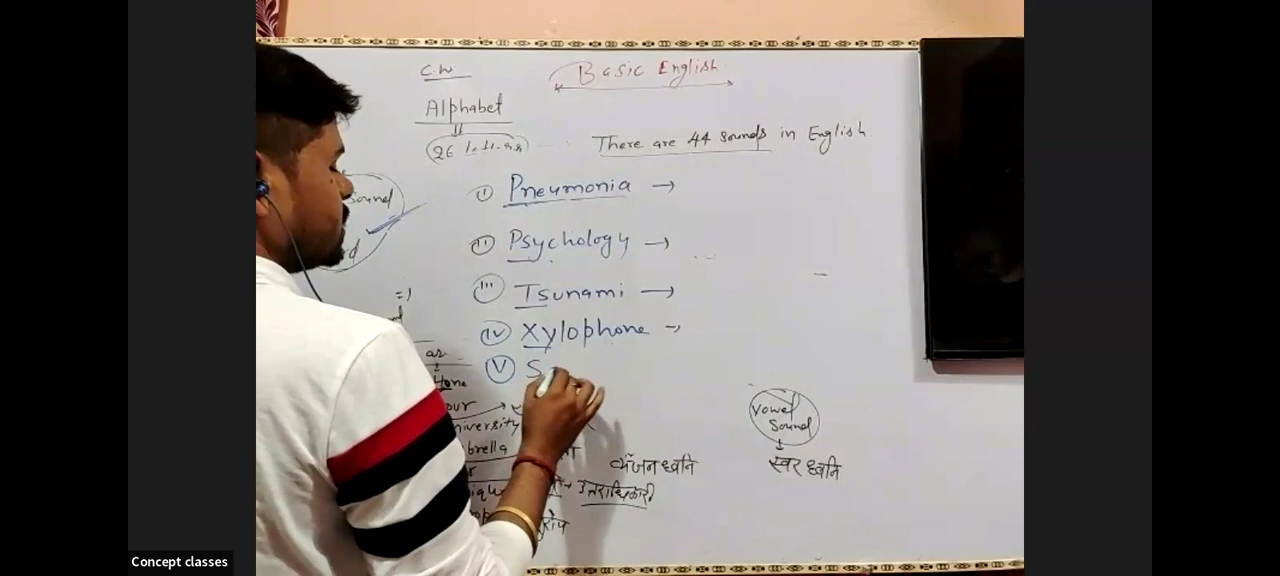 C.W
Basic English
Alphabet
26 letters
There are 44 sounds in English
Sound
(i) Pneumonia →
(ii) Psychology →
(iii) Tsunami →
(iv) Xylophone →
(v) S
as
Hono
our
niversity
brella
Vowel
Sound
↓
स्वर ध्वनि
व्यंजन ध्वनि
उत्तराधिकारी
Concept classes